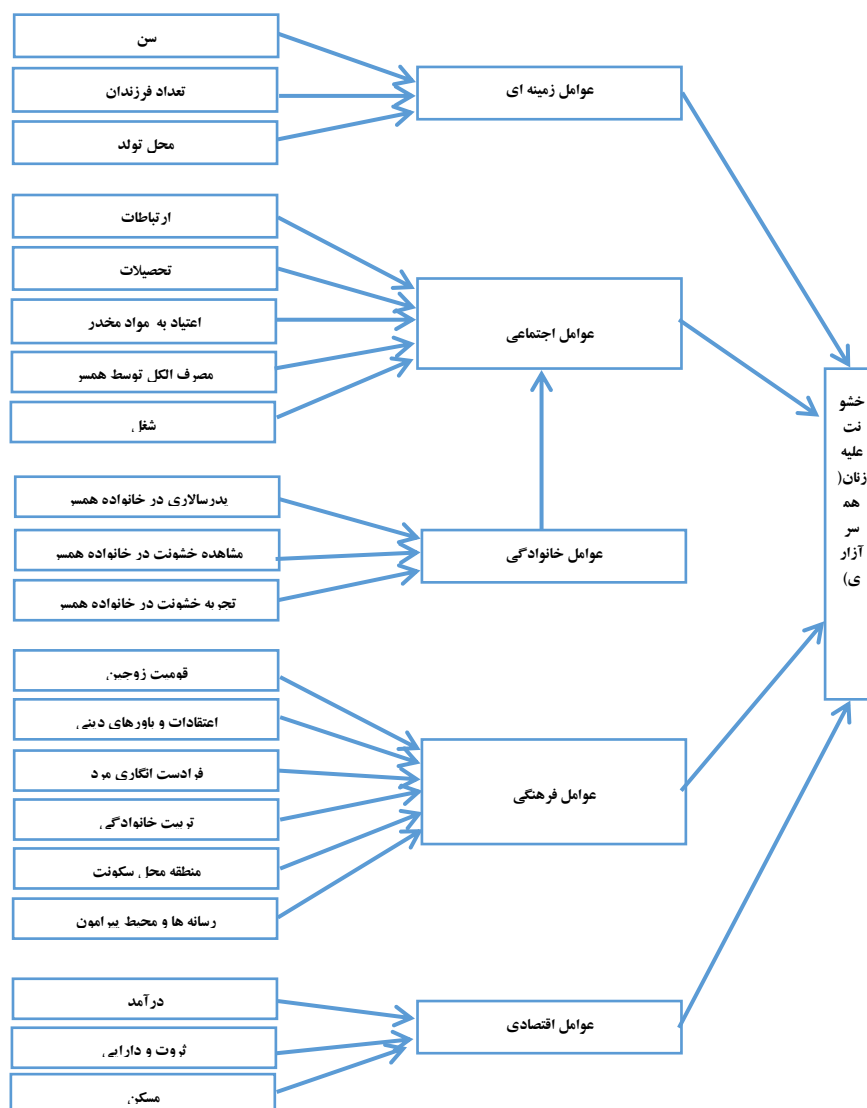 سن
تعداد فرزندان
محل تولد
عوامل زمینه ای
ارتباطات
تحصیلات
اعتیاد به مواد مخدر
مصرف الکل توسط همسر
شغل
عوامل اجتماعی
پدرسالاری در خانواده همسر
مشاهده خشونت در خانواده همسر
تجربه خشونت در خانواده همسر
عوامل خانوادگی
قومیت زوجین
اعتقادات و باورهای دینی
فرادست انگاری مرد
تربیت خانوادگی
منطقه محل سکونت
رسانه ها و محیط پیرامون
عوامل فرهنگی
درآمد
ثروت و دارایی
مسکن
عوامل اقتصادی
خشو
نت
علیه
زنان(
هم
سر
آزار
ی)